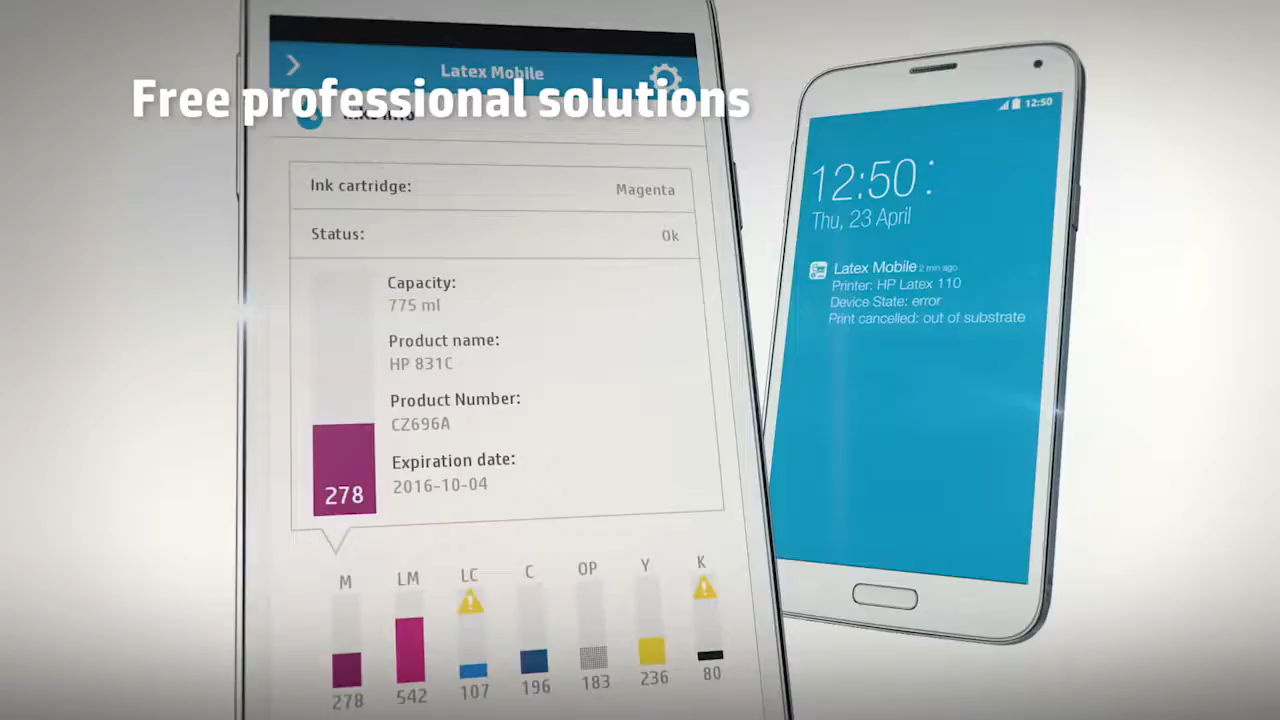 Free professional solutions
Latex Mobile
Ink cartridge:
Magenta
Status:
Ok
Capacity:
775 ml
Product name:
HP 831C
Product Number:
CZ696A
Expiration date:
2016-10-04
278
M LM LC C OP Y K
278 542 107 196 183 236 80
12:50
12:50
Thu, 23 April
Latex Mobile 2 min ago
Printer: HP Latex 110
Device State: error
Print cancelled: out of substrate